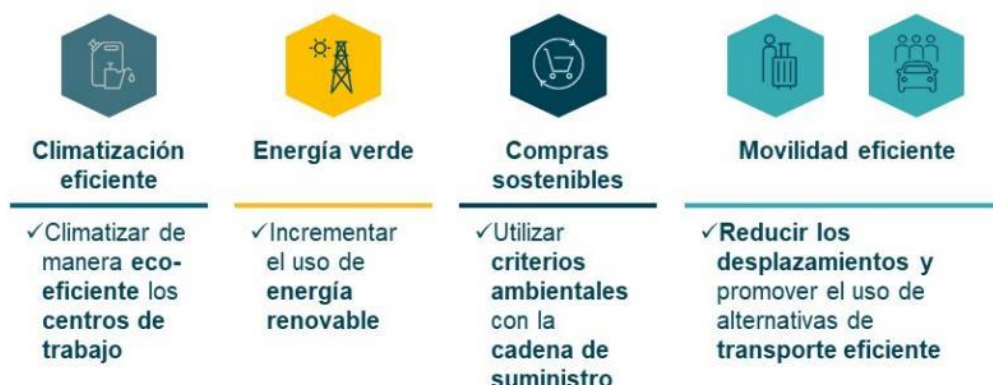 Climatización
eficiente
✓Climatizar de
manera eco-
eficiente los
centros de
trabajo
Energía verde
✓Incrementar
el uso de
energía
renovable
Compras
sostenibles
✓Utilizar
criterios
ambientales
con la
cadena de
suministro
Movilidad eficiente
✓Reducir los
desplazamientos y
promover el uso de
alternativas de
transporte eficiente